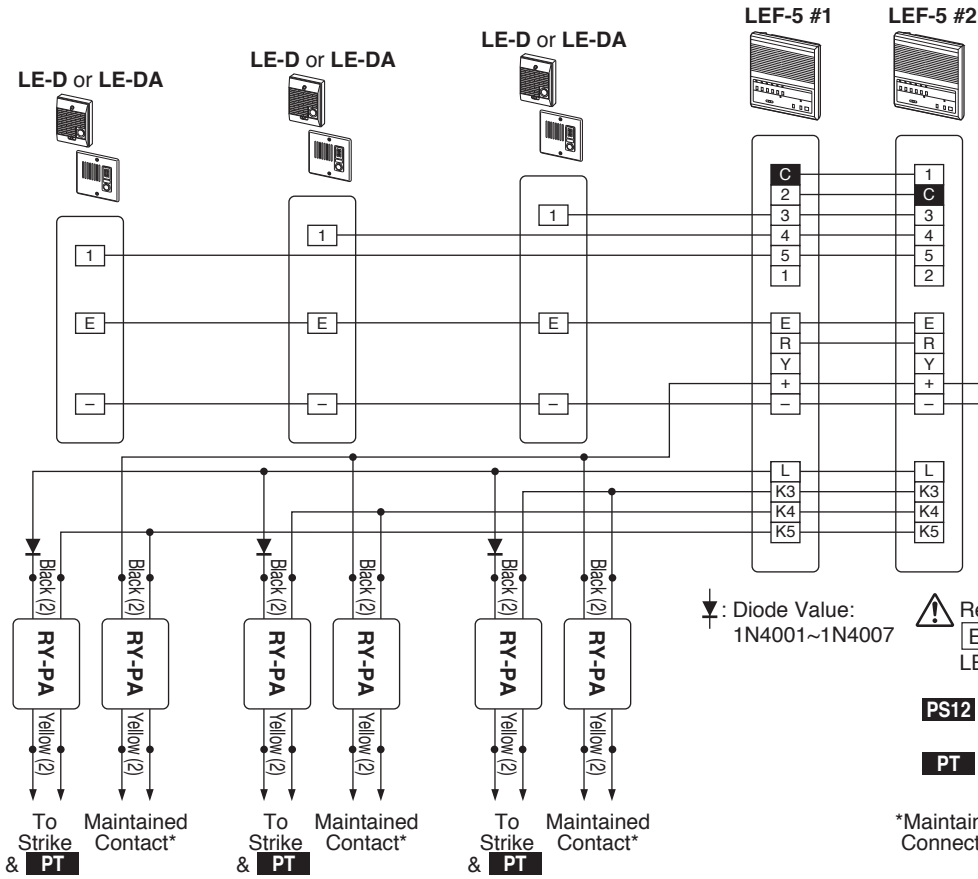 LEF-5 #1
LEF-5 #2
LE-D or LE-DA
LE-D or LE-DA
LE-D or LE-DA
1
E
–
1
E
–
1
E
–
C
2
3
4
5
1
E
R
Y
+
–
L
K3
K4
K5
1
C
3
4
5
2
E
R
Y
+
–
L
K3
K4
K5
Black (2)
Black (2)
Black (2)
Black (2)
Black (2)
Black (2)
RY-PA
RY-PA
RY-PA
RY-PA
RY-PA
RY-PA
Yellow (2)
Yellow (2)
Yellow (2)
Yellow (2)
Yellow (2)
Yellow (2)
To
Strike
& PT
Maintained
Contact*
To
Strike
& PT
Maintained
Contact*
To
Strike
& PT
Maintained
Contact*
: Diode Value:
1N4001~1N4007
Re
E
LE
PS12
PT
*Maintain
Connect